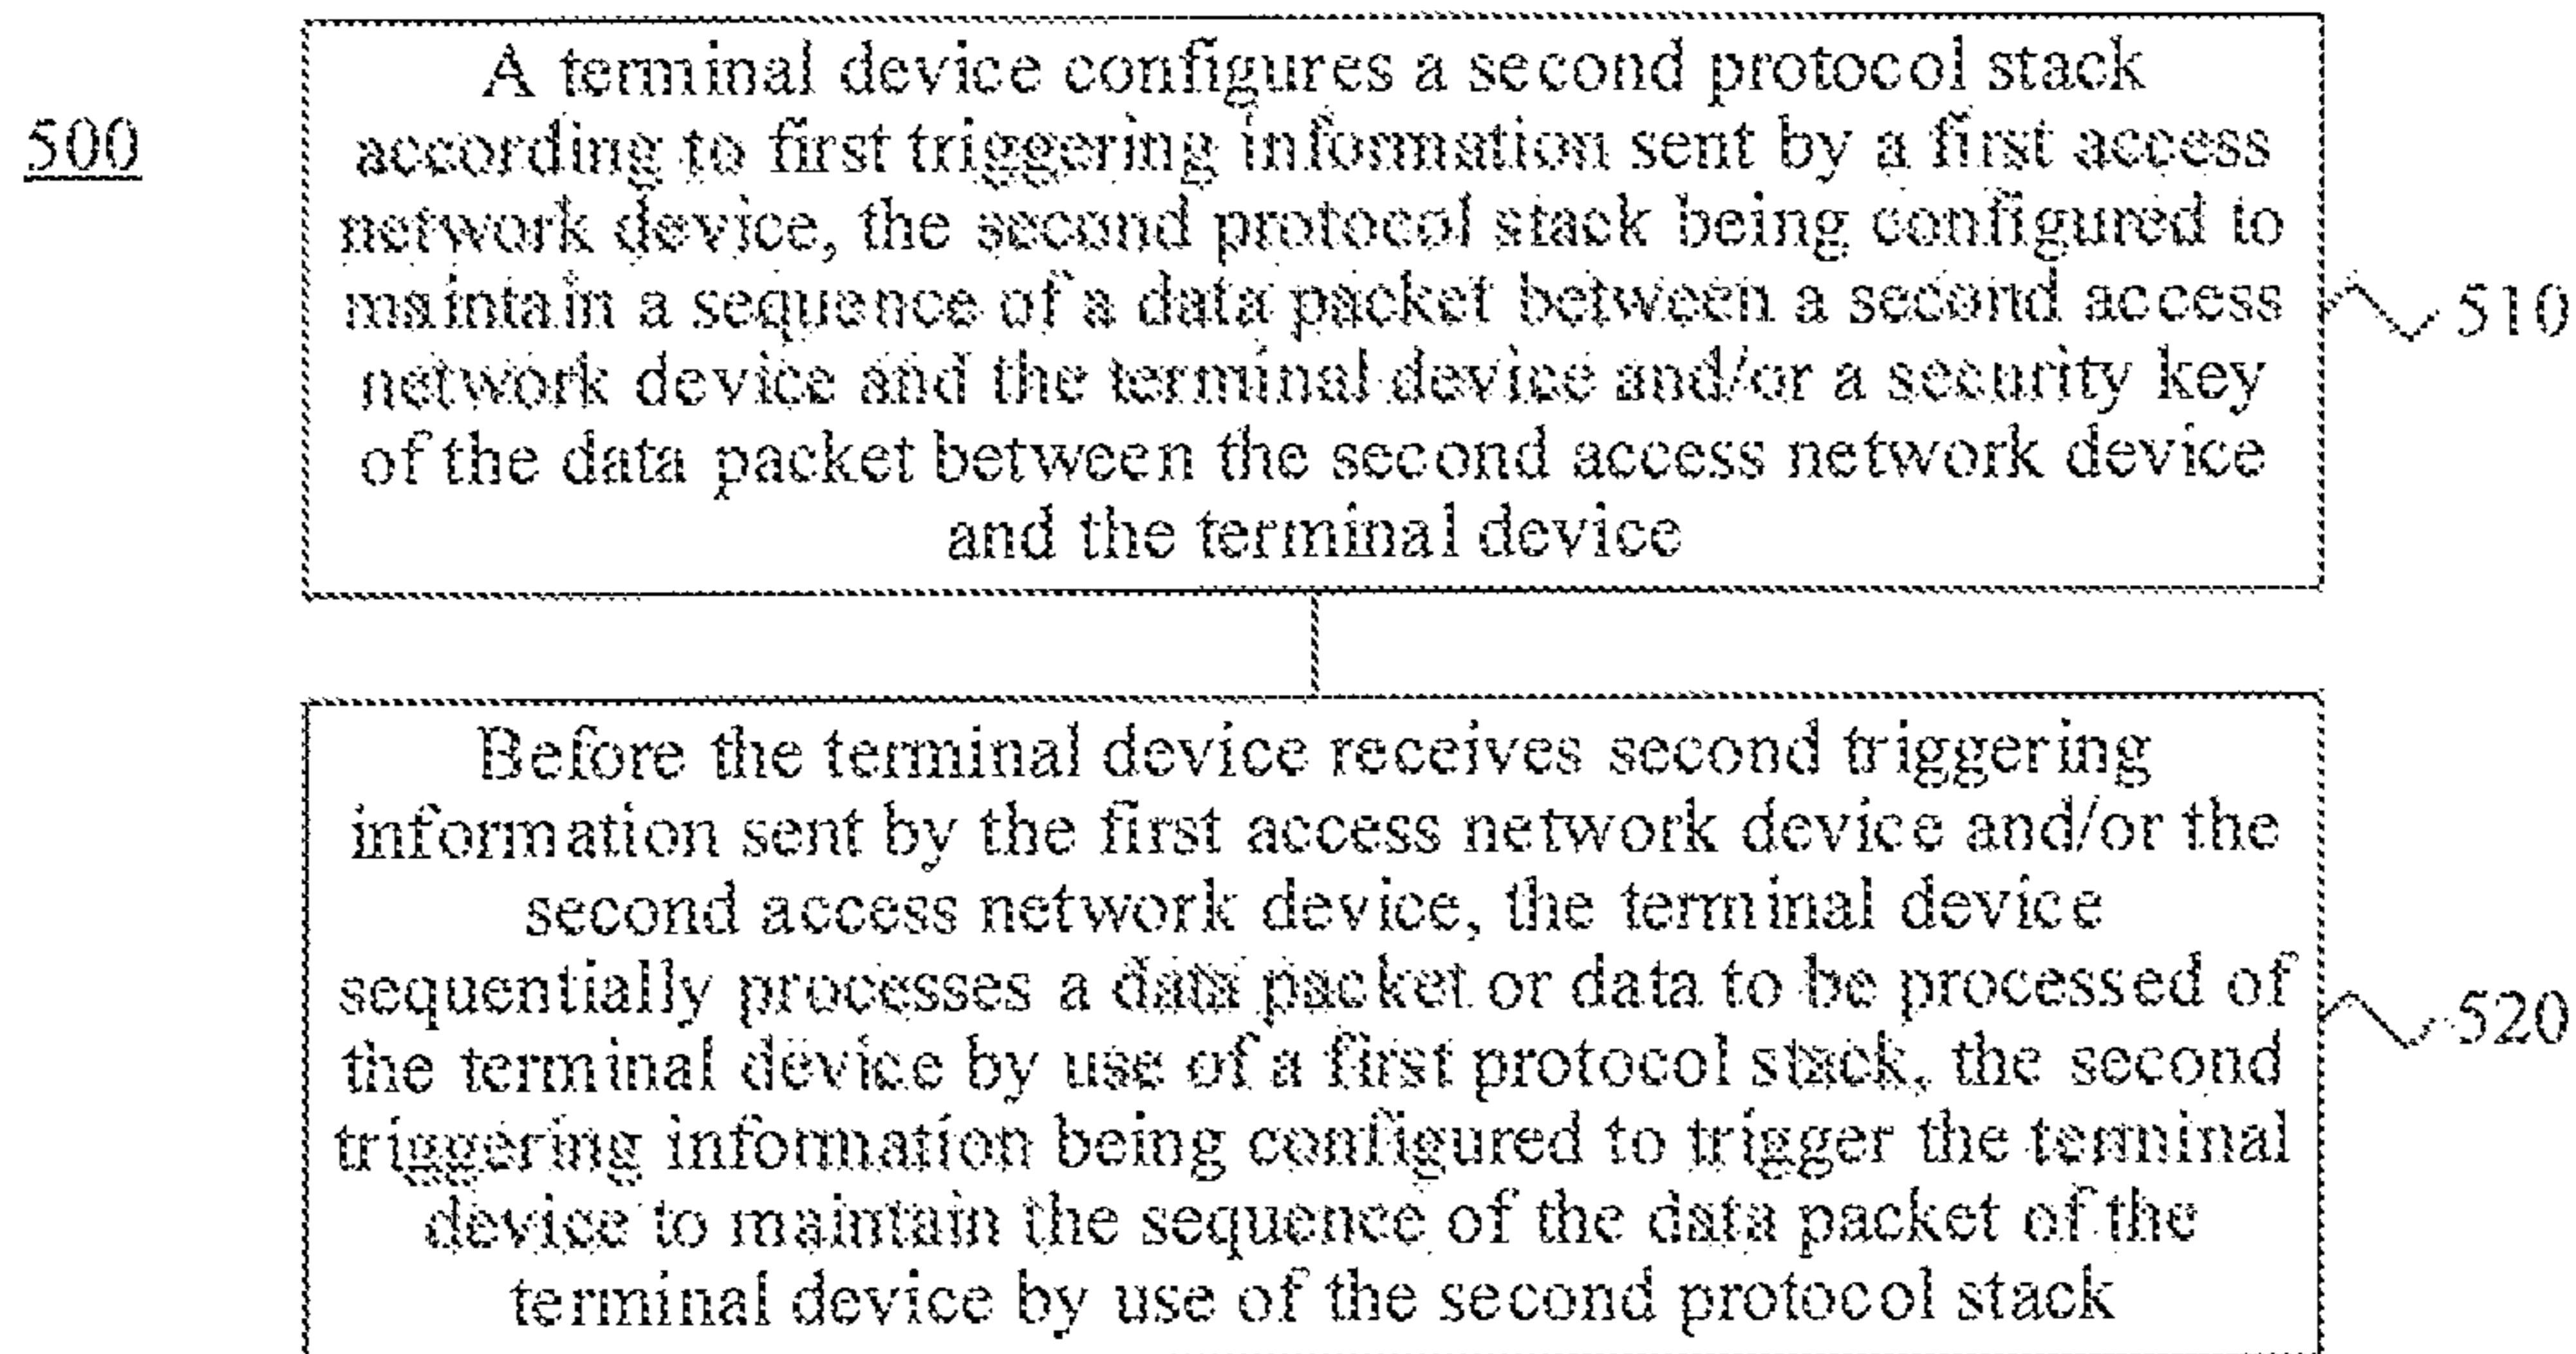 500
A terminal device configures a second protocol stack
according to first triggering information sent by a first access
network device, the second protocol stack being configured to
maintain a sequence of a data packet between a second access
network device and the terminal device and/or a security key
of the data packet between the second access network device
and the terminal device
510
Before the terminal device receives second triggering
information sent by the first access network device and/or the
second access network device, the terminal device
sequentially processes a data packet or data to be processed of
the terminal device by use of a first protocol stack, the second
triggering information being configured to trigger the terminal
device to maintain the sequence of the data packet of the
terminal device by use of the second protocol stack
520